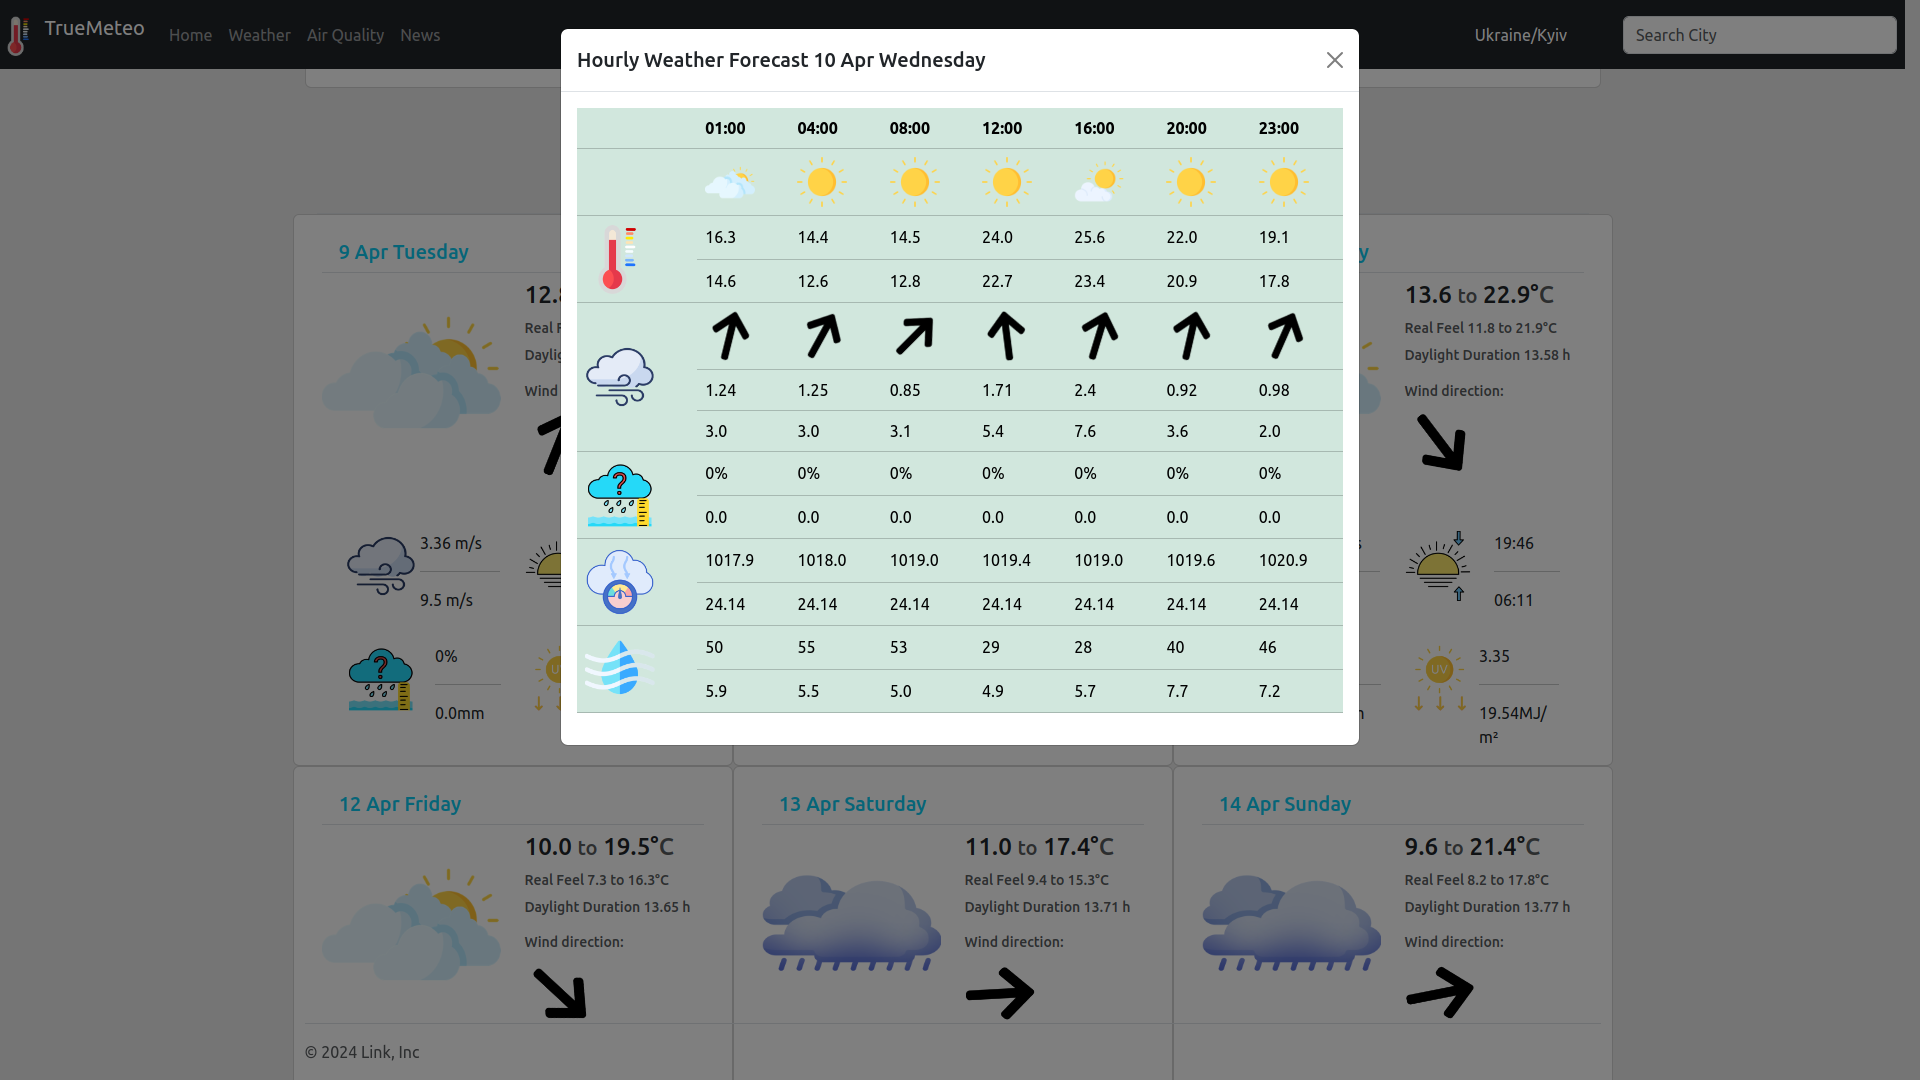 TrueMeteo
Home Weather Air Quality News
Ukraine/Kyiv
Search City
Hourly Weather Forecast 10 Apr Wednesday
01:00 04:00 08:00 12:00 16:00 20:00 23:00
16.3 14.4 14.5 24.0 25.6 22.0 19.1
14.6 12.6 12.8 22.7 23.4 20.9 17.8
1.24 1.25 0.85 1.71 2.4 0.92 0.98
3.0 3.0 3.1 5.4 7.6 3.6 2.0
0% 0% 0% 0% 0% 0% 0%
0.0 0.0 0.0 0.0 0.0 0.0 0.0
1017.9 1018.0 1019.0 1019.4 1019.0 1019.6 1020.9
24.14 24.14 24.14 24.14 24.14 24.14 24.14
50 55 53 29 28 40 46
5.9 5.5 5.0 4.9 5.7 7.7 7.2
9 Apr Tuesday
Real
Wind
3.36 m/s
9.5 m/s
0%
0.0mm
13.6 to 22.9°C
Real Feel 11.8 to 21.9°C
Daylight Duration 13.58 h
Wind direction:
19:46
06:11
UV
3.35
19.54MJ/
m²
12 Apr Friday
10.0 to 19.5°C
Real Feel 7.3 to 16.3°C
Daylight Duration 13.65 h
Wind direction:
13 Apr Saturday
11.0 to 17.4°C
Real Feel 9.4 to 15.3°C
Daylight Duration 13.71 h
Wind direction:
14 Apr Sunday
9.6 to 21.4°C
Real Feel 8.2 to 17.8°C
Daylight Duration 13.77 h
Wind direction:
© 2024 Link, Inc